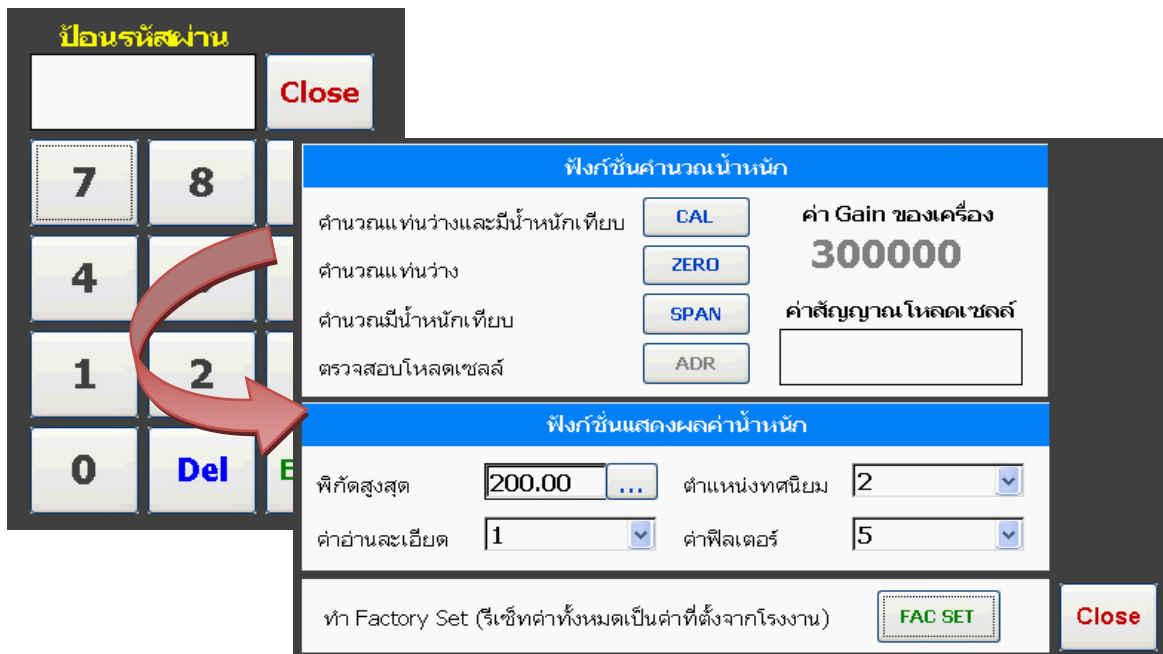 ป้อนรหัสผ่าน
Close
7 8
4
1 2
0 Del
ฟังก์ชั่นคำนวณน้ำหนัก
คำนวณแท่นว่างและมีน้ำหนักเทียบ CAL ค่า Gain ของเครื่อง
300000
คำนวณแท่นว่าง ZERO
คำนวณมีน้ำหนักเทียบ SPAN ค่าสัญญาณโหลดเซลล์
ตรวจสอบโหลดเซลล์ ADR
ฟังก์ชั่นแสดงผลค่าน้ำหนัก
พิกัดสูงสุด 200.00 ... ตำแหน่งทศนิยม 2
ค่าอ่านละเอียด 1 ค่าฟิลเตอร์ 5
ทำ Factory Set (รีเซ็ทค่าทั้งหมดเป็นค่าที่ตั้งจากโรงงาน) FAC SET Close